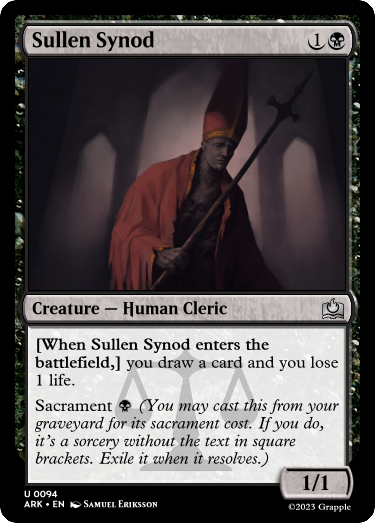 Sullen Synod 1
Creature — Human Cleric
[When Sullen Synod enters the
battlefield,] you draw a card and you lose
1 life.
Sacrament (You may cast this from your
graveyard for its sacrament cost. If you do,
it's a sorcery without the text in square
brackets. Exile it when it resolves.)
1/1
U 0094
ARK • EN Samuel Eriksson
©2023 Grapple